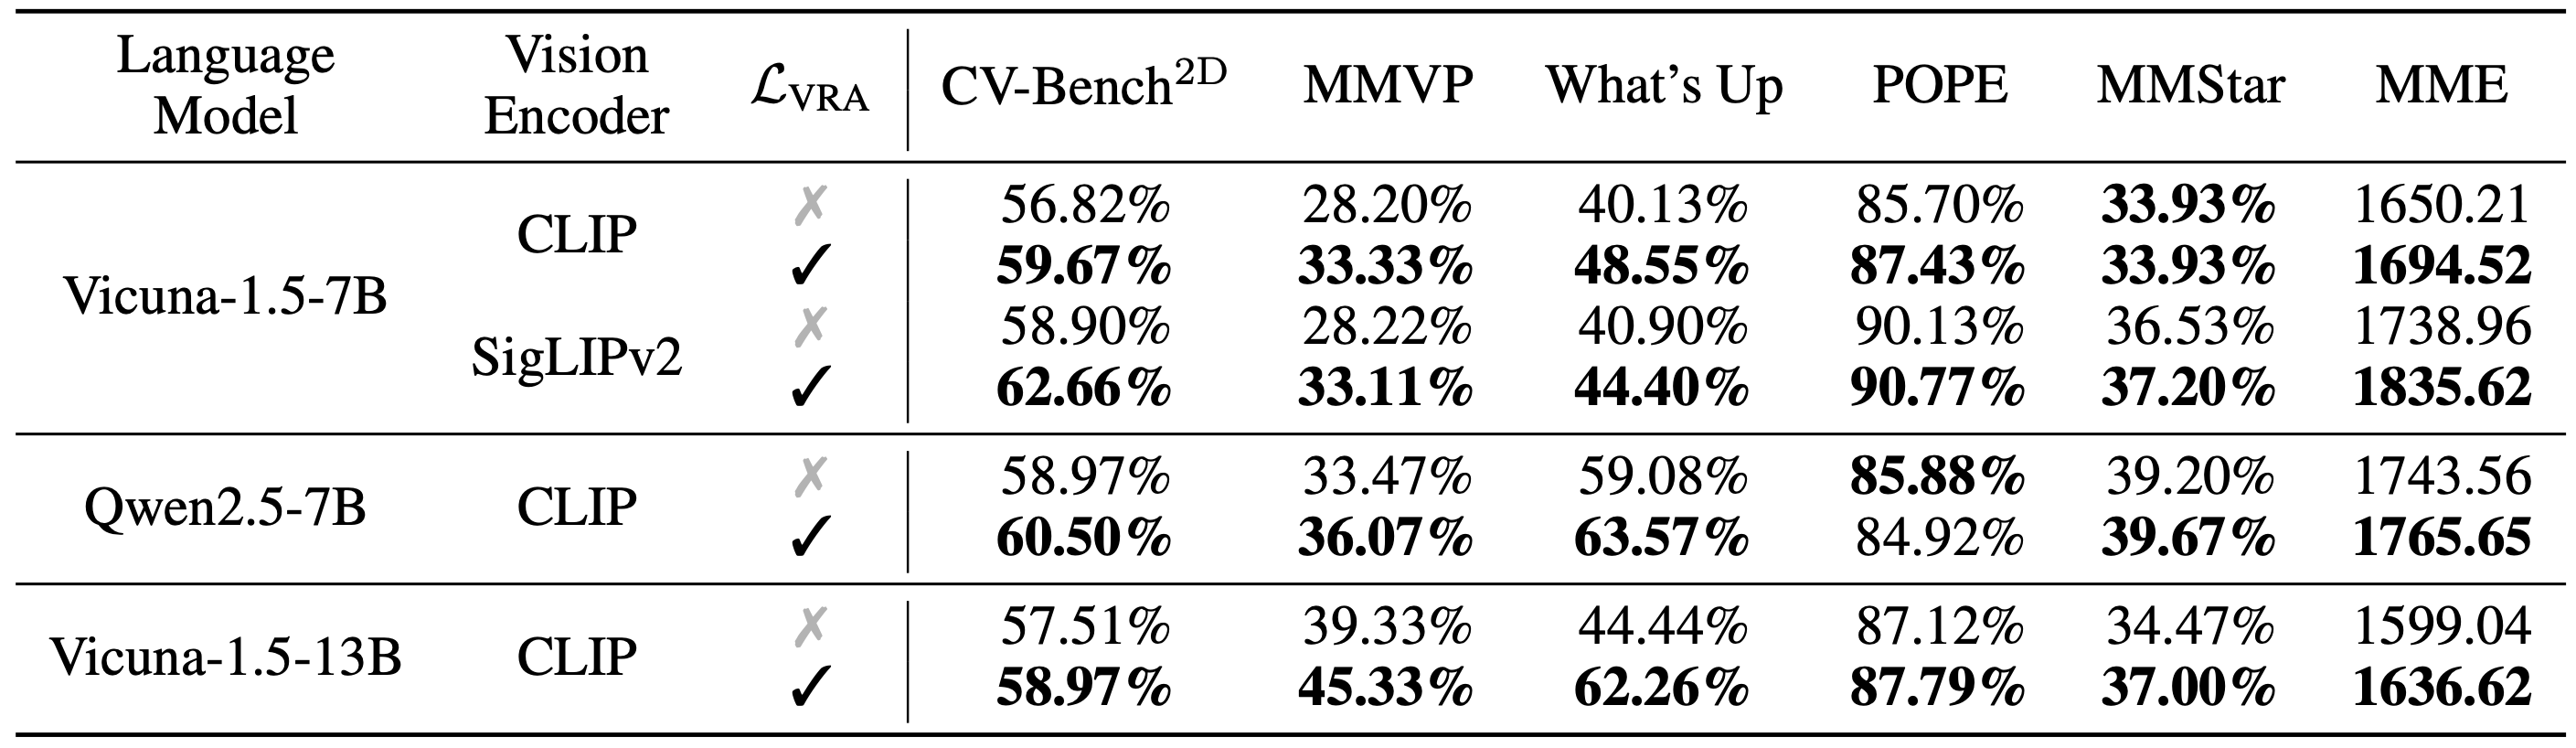 Language Model Vision Encoder ℒVRA CV-Bench2D MMVP What's Up POPE MMStar MME
Vicuna-1.5-7B CLIP ✗ 56.82% 28.20% 40.13% 85.70% 33.93% 1650.21
✓ 59.67% 33.33% 48.55% 87.43% 33.93% 1694.52
SigLIPv2 ✗ 58.90% 28.22% 40.90% 90.13% 36.53% 1738.96
✓ 62.66% 33.11% 44.40% 90.77% 37.20% 1835.62
Qwen2.5-7B CLIP ✗ 58.97% 33.47% 59.08% 85.88% 39.20% 1743.56
✓ 60.50% 36.07% 63.57% 84.92% 39.67% 1765.65
Vicuna-1.5-13B CLIP ✗ 57.51% 39.33% 44.44% 87.12% 34.47% 1599.04
✓ 58.97% 45.33% 62.26% 87.79% 37.00% 1636.62